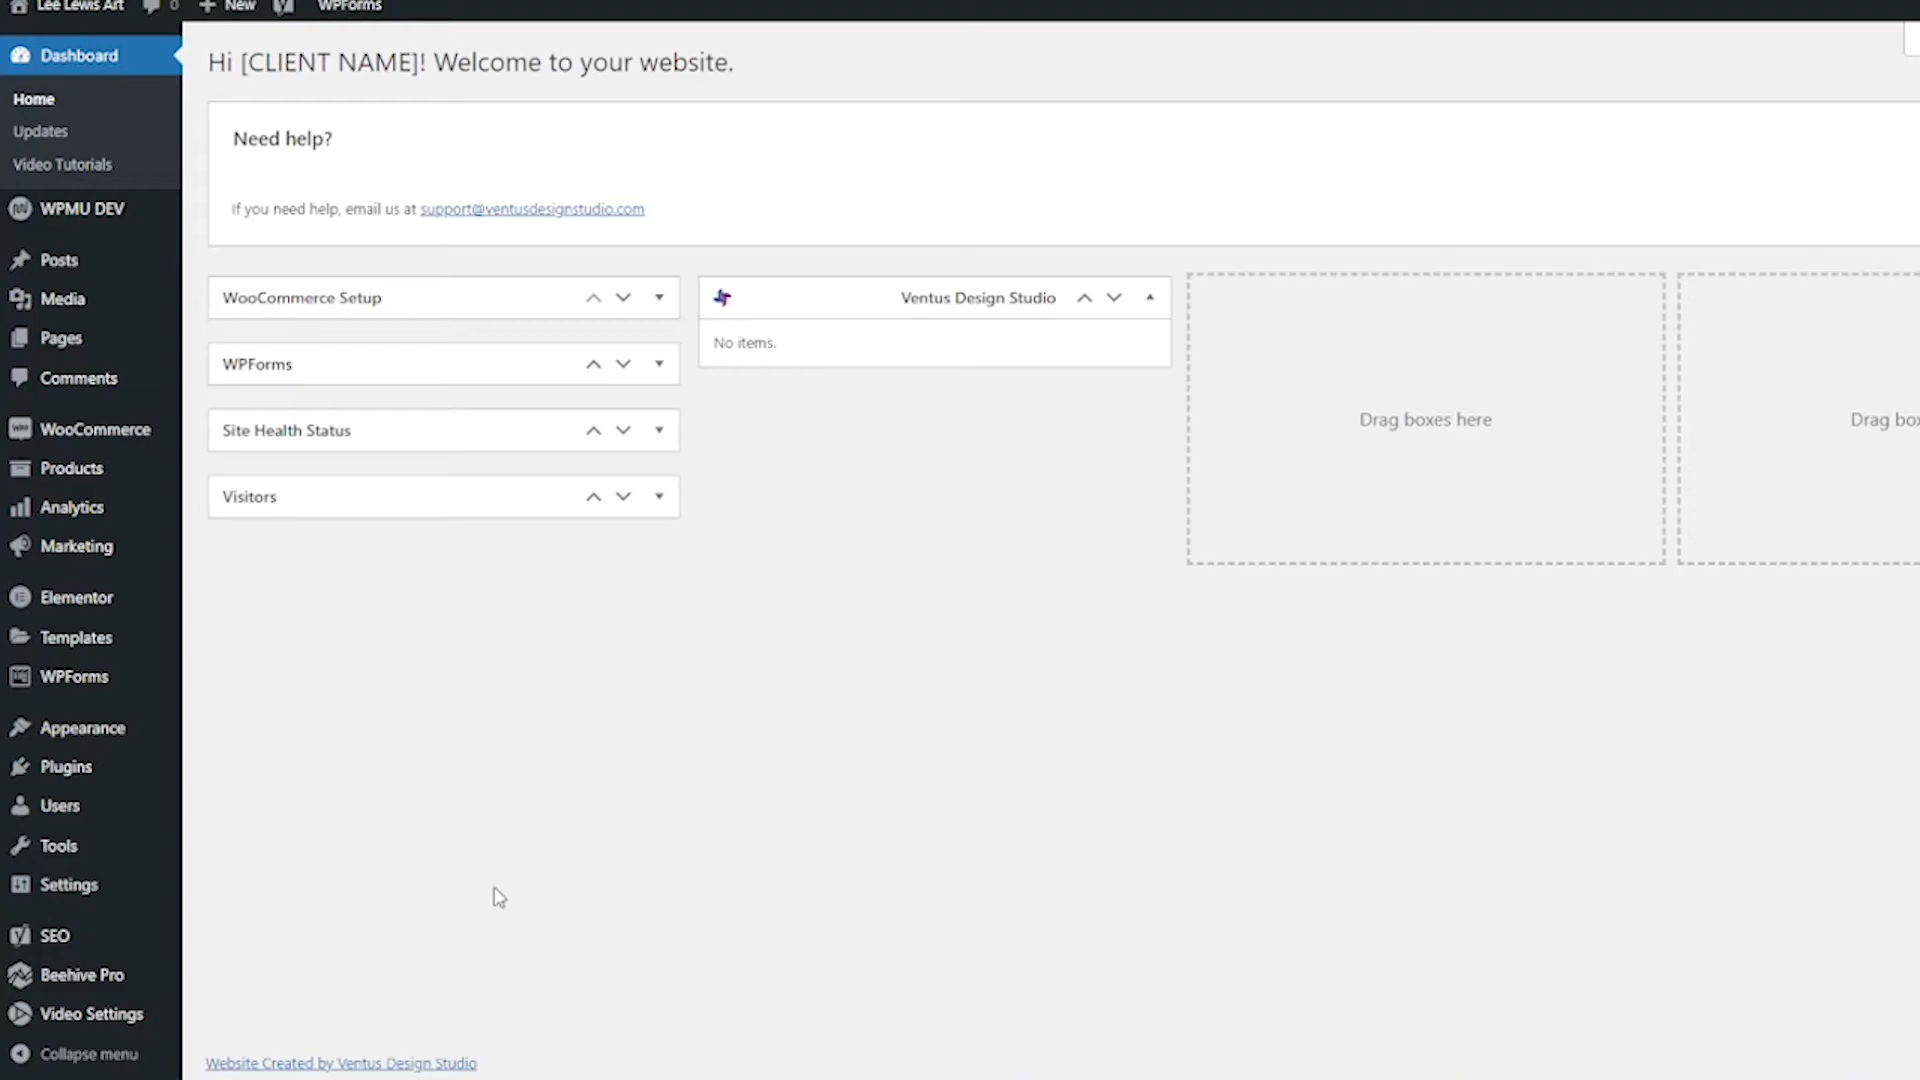 Lee Lewis Art 0 New WPForms
Dashboard
Home
Updates
Video Tutorials
WPMU DEV
Posts
Media
Pages
Comments
WooCommerce
Products
Analytics
Marketing
Elementor
Templates
WPForms
Appearance
Plugins
Users
Tools
Settings
SEO
Beehive Pro
Video Settings
Collapse menu
Hi [CLIENT NAME]! Welcome to your website.
Need help?
If you need help, email us at support@ventusdesignstudio.com
WooCommerce Setup
WPForms
Site Health Status
Visitors
Ventus Design Studio
No items.
Drag boxes here
Drag
Website Created by Ventus Design Studio